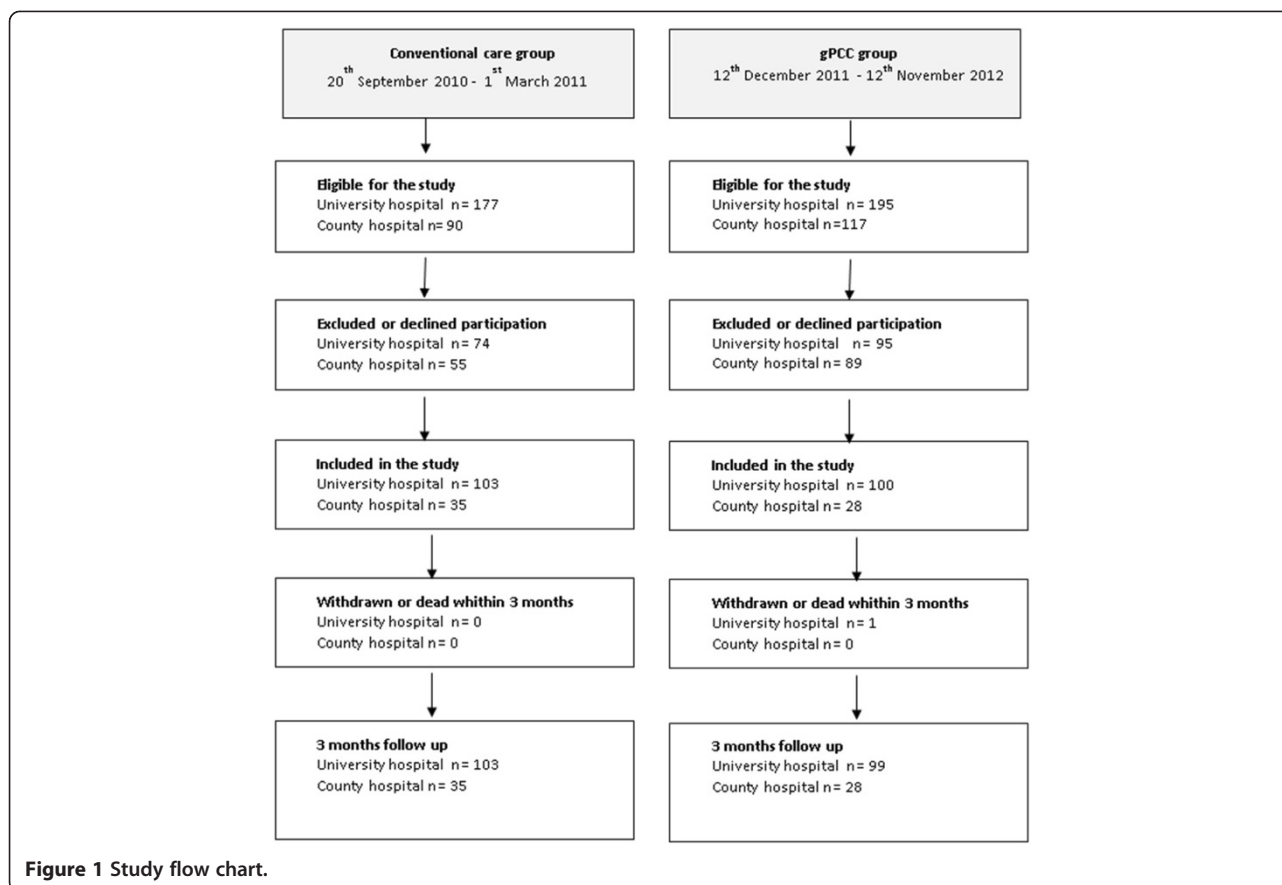 Conventional care group
20th September 2010 - 1st March 2011
Eligible for the study
University hospital n= 177
County hospital n= 90
Excluded or declined participation
University hospital n= 74
County hospital n= 55
Included in the study
University hospital n= 103
County hospital n= 35
Withdrawn or dead whithin 3 months
University hospital n= 0
County hospital n= 0
3 months follow up
University hospital n= 103
County hospital n= 35
gPCC group
12th December 2011 - 12th November 2012
Eligible for the study
University hospital n= 195
County hospital n=117
Excluded or declined participation
University hospital n= 95
County hospital n= 89
Included in the study
University hospital n= 100
County hospital n= 28
Withdrawn or dead whithin 3 months
University hospital n= 1
County hospital n= 0
3 months follow up
University hospital n= 99
County hospital n= 28
Figure 1 Study flow chart.